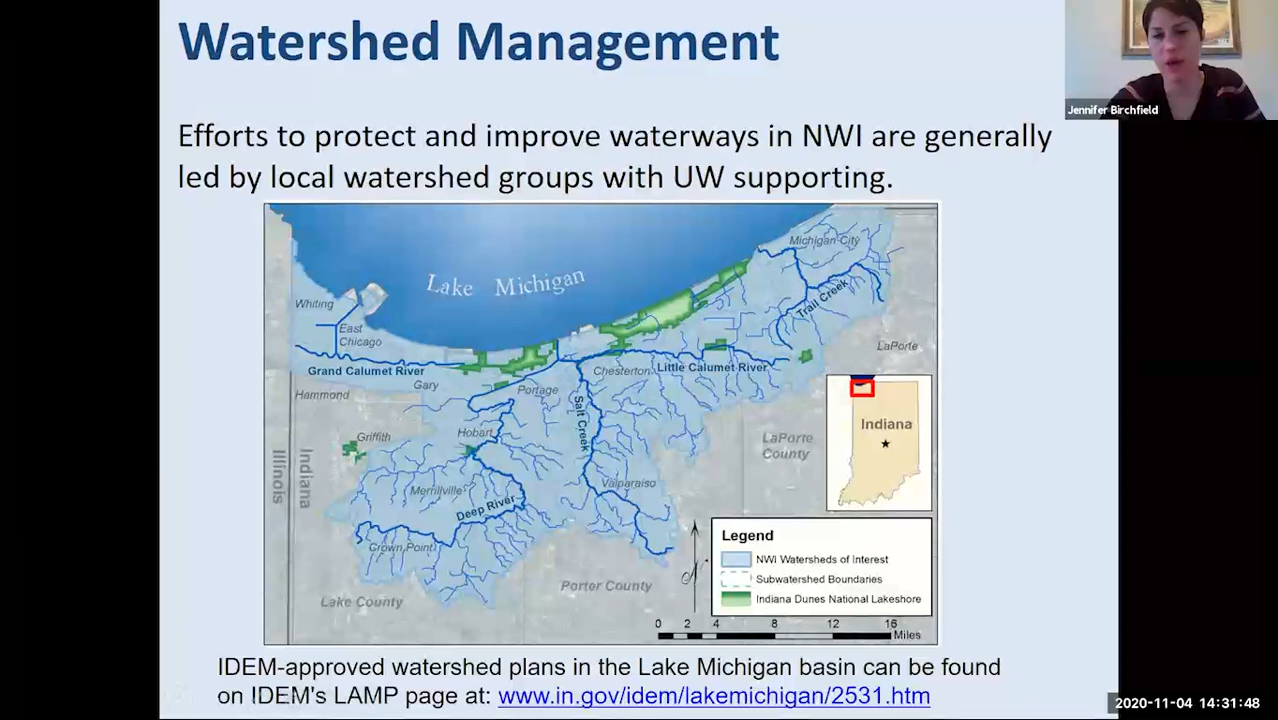 Watershed Management
Jennifer Birchfield
Efforts to protect and improve waterways in NWI are generally
led by local watershed groups with UW supporting.
Michigan City
Lake Michigan
Trail Creek
Whiting
East
Chicago
LaPorte
Grand Calumet River
Chesterton
Little Calumet River
Gary
Hammond
Portage
Salt Creek
Indiana
Griffith
Hobart
LaPorte
County
Illinois
Indiana
Merrillville
Valparaiso
Deep River
Crown Point
Porter County
Lake County
N
Legend
NWI Watersheds of Interest
Subwatershed Boundaries
Indiana Dunes National Lakeshore
0 2 4 8 12 16
Miles
IDEM-approved watershed plans in the Lake Michigan basin can be found
on IDEM's LAMP page at: www.in.gov/idem/lakemichigan/2531.htm
2020-11-04 14:31:48